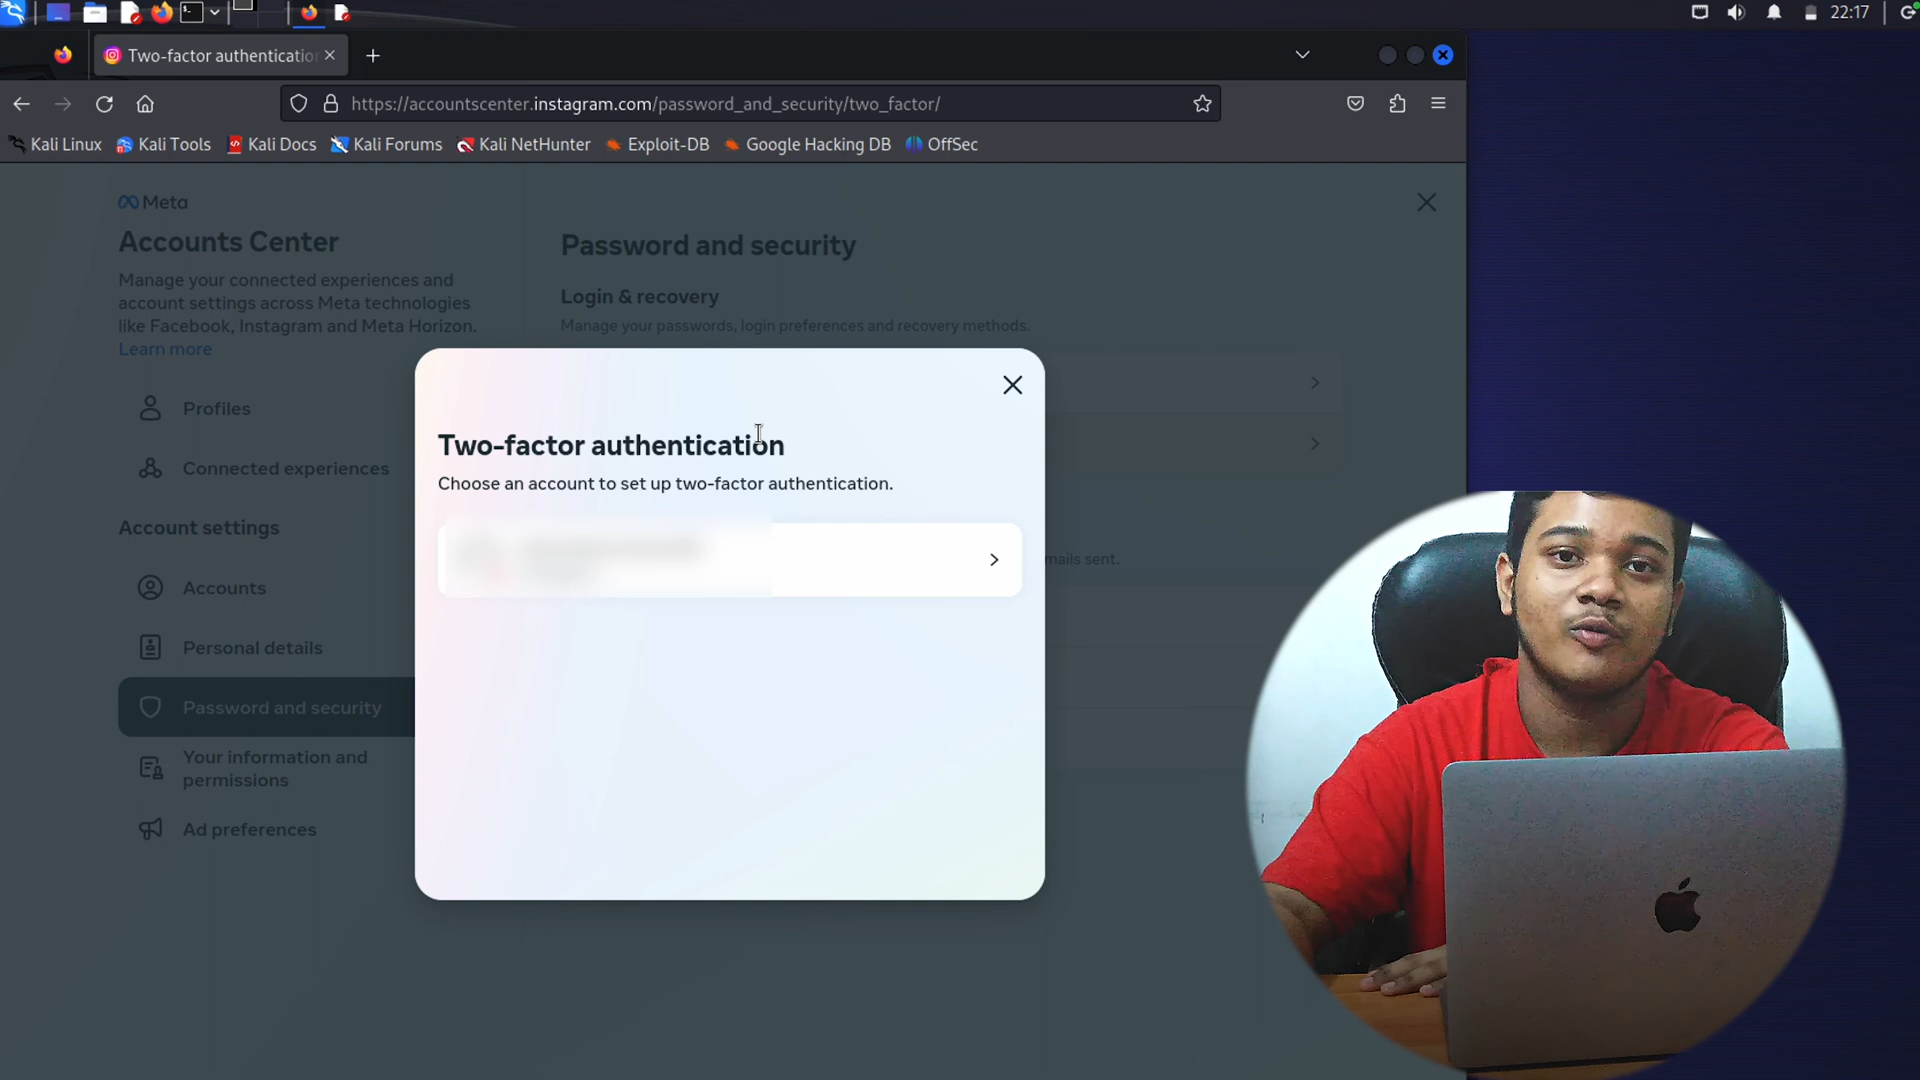 22:17
Two-factor authenticatio
https://accountscenter.instagram.com/password_and_security/two_factor/
Kali Linux
Kali Tools
Kali Docs
Kali Forums
Kali NetHunter
Exploit-DB
Google Hacking DB
OffSec
Meta
Accounts Center
Manage your connected experiences and
account settings across Meta technologies
like Facebook, Instagram and Meta Horizon.
Learn more
Profiles
Connected experiences
Account settings
Accounts
Personal details
Password and security
Your information and
permissions
Ad preferences
Password and security
Login & recovery
Manage your passwords, login preferences and recovery methods.
mails sent.
Two-factor authentication
Choose an account to set up two-factor authentication.